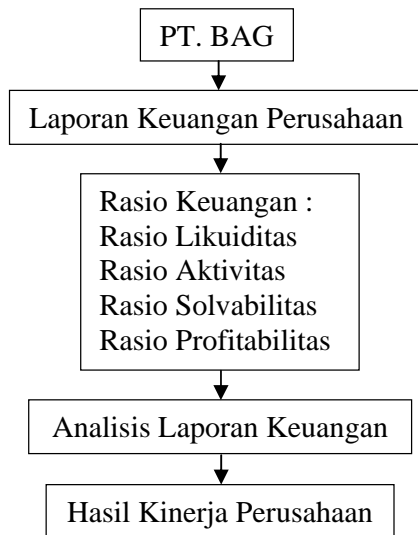 PT. BAG
Laporan Keuangan Perusahaan
Rasio Keuangan :
Rasio Likuiditas
Rasio Aktivitas
Rasio Solvabilitas
Rasio Profitabilitas
Analisis Laporan Keuangan
Hasil Kinerja Perusahaan